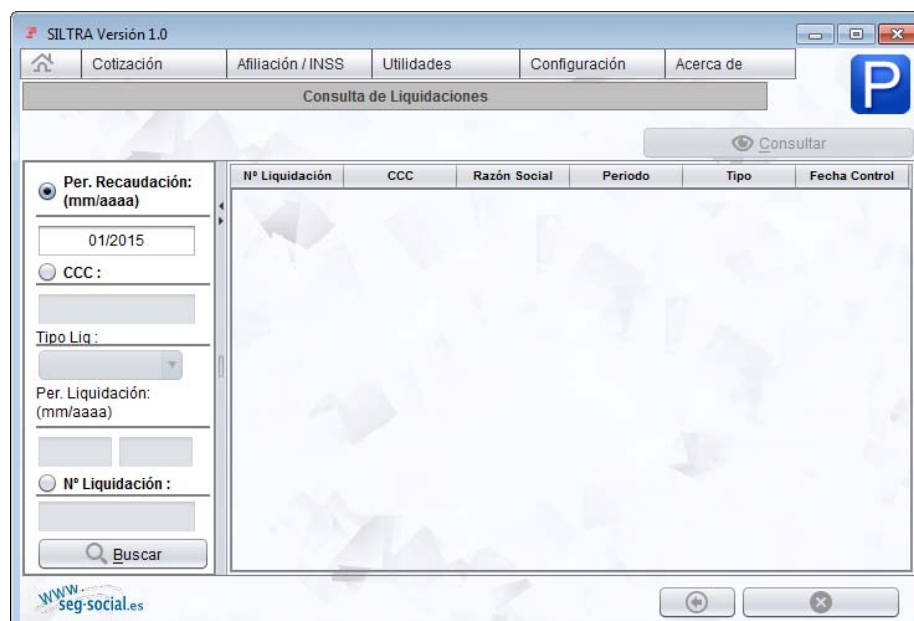 SILTRA Versión 1.0
Cotización Afiliación / INSS Utilidades Configuración Acerca de
P
Consulta de Liquidaciones
Consultar
Per. Recaudación:
(mm/aaaa)
01/2015
CCC :
Tipo Liq :
Per. Liquidación:
(mm/aaaa)
Nº Liquidación :
Buscar
Nº Liquidación CCC Razón Social Periodo Tipo Fecha Control
www.
seg-social.es